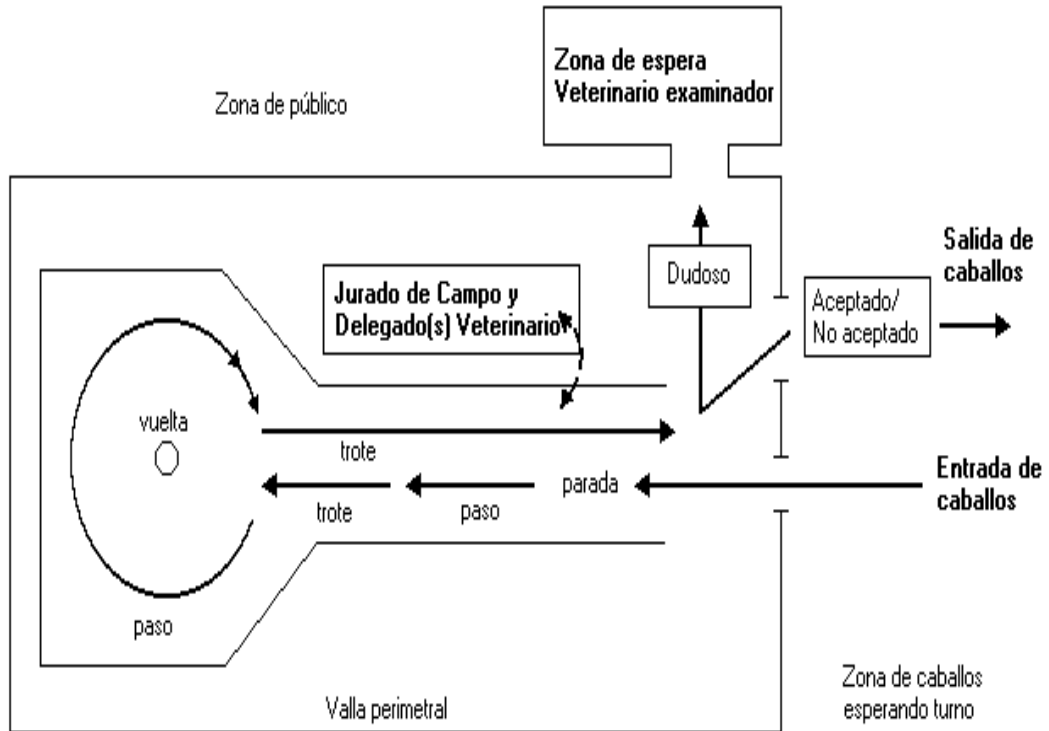 Zona de espera
Veterinario examinador
Zona de público
Salida de
caballos
Dudoso
Jurado de Campo y
Delegado(s) Veterinario
Aceptado/
No aceptado
vuelta
trote
parada
Entrada de
caballos
trote
paso
paso
Zona de caballos
esperando turno
Valla perimetral